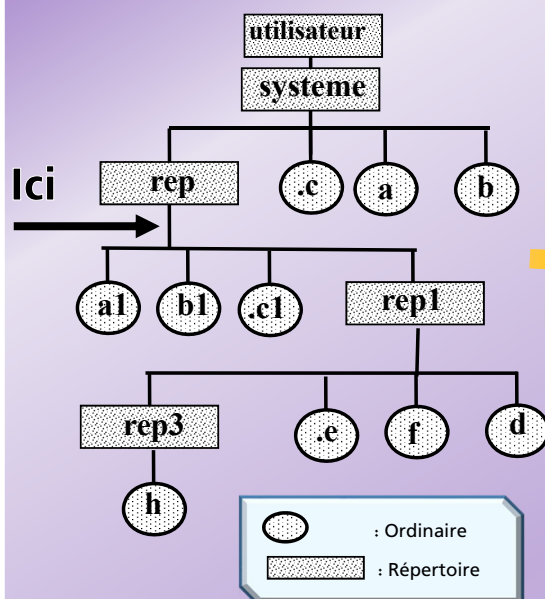 utilisateur
systeme
Ici
rep
.c
a
b
a1
b1
.c1
rep1
rep3
.e
f
d
h
: Ordinaire
: Répertoire